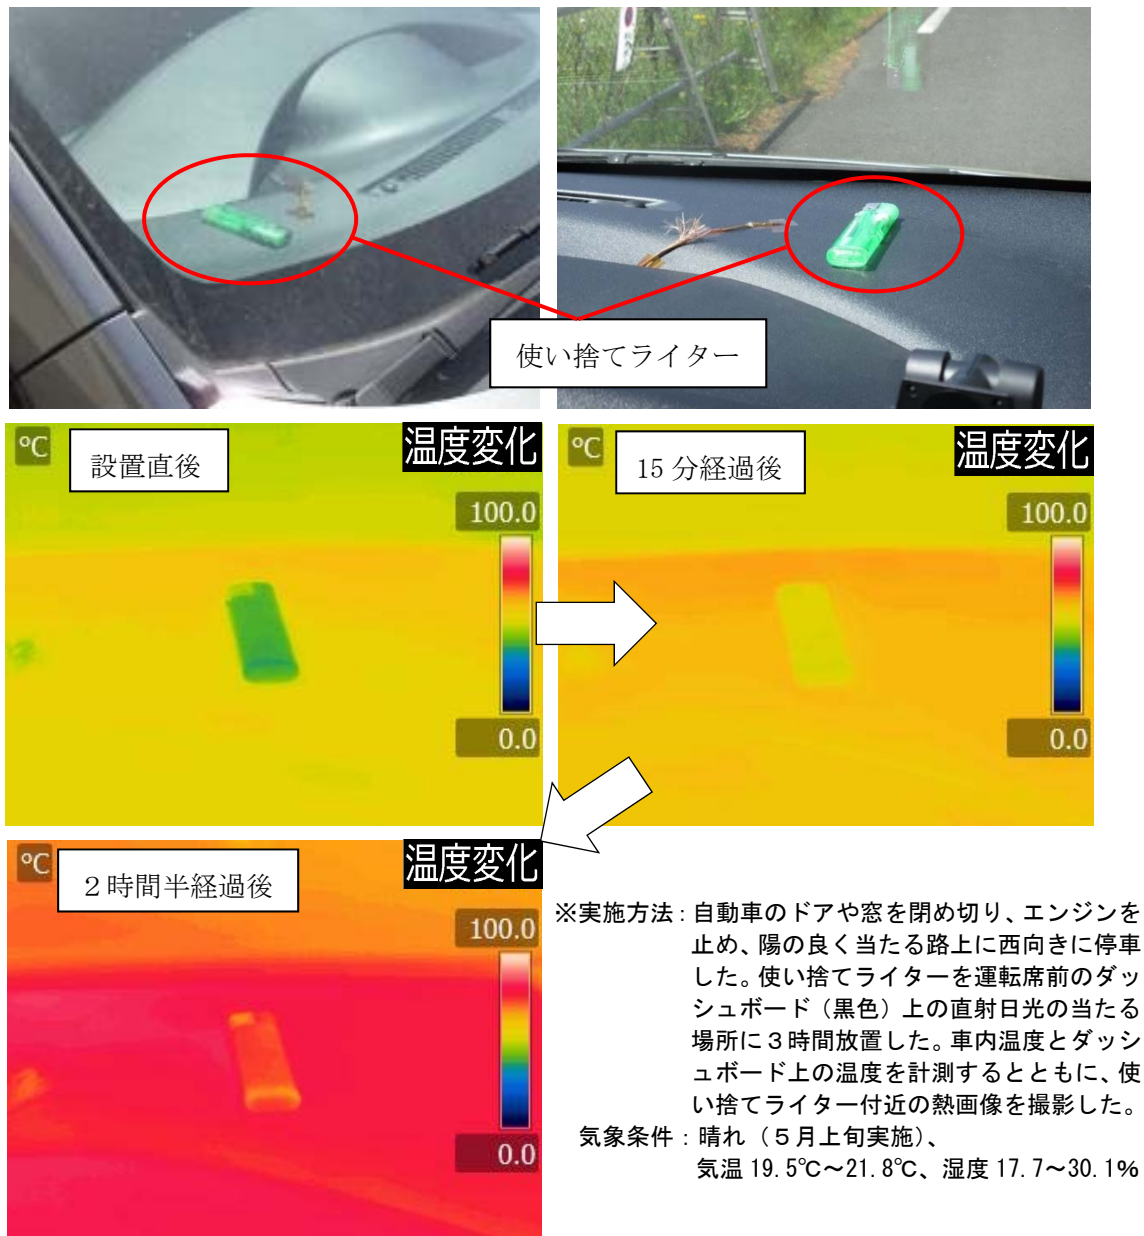 使い捨てライター
℃
設置直後
温度変化
100.0
0.0
℃
15 分経過後
温度変化
100.0
0.0
℃
２時間半経過後
温度変化
100.0
0.0
※実施方法：自動車のドアや窓を閉め切り、エンジンを
止め、陽の良く当たる路上に西向きに停車
した。使い捨てライターを運転席前のダッ
シュボード（黒色）上の直射日光の当たる
場所に３時間放置した。車内温度とダッシ
ュボード上の温度を計測するとともに、使
い捨てライター付近の熱画像を撮影した。
気象条件：晴れ（５月上旬実施）、
気温 19.5℃～21.8℃、湿度 17.7～30.1%